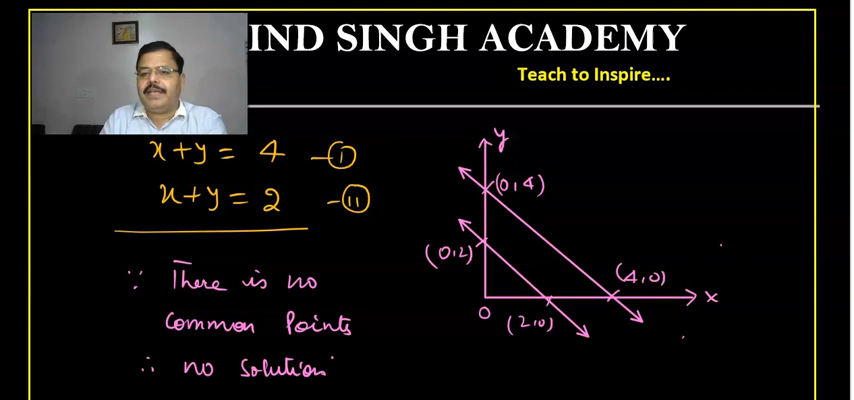 IND SINGH ACADEMY
Teach to Inspire....
x+y = 4 —(I)
x+y = 2 —(II)
∵ There is no
Common Points
∴ no solution
y
(0,4)
(0,2)
(4,0)
x
0
(2,0)